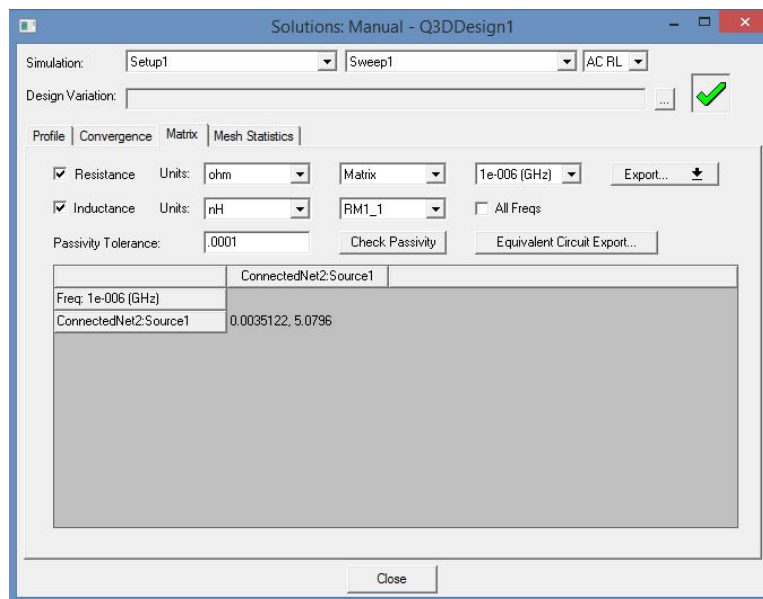 Solutions: Manual - Q3DDesign1
Simulation: Setup1 Sweep1 AC RL
Design Variation: ...
Profile Convergence Matrix Mesh Statistics
Resistance Units: ohm Matrix 1e-006 (GHz) Export...
Inductance Units: nH RM1_1 All Freqs
Passivity Tolerance: .0001 Check Passivity Equivalent Circuit Export...
ConnectedNet2:Source1
Freq: 1e-006 (GHz)
ConnectedNet2:Source1 0.0035122, 5.0796
Close